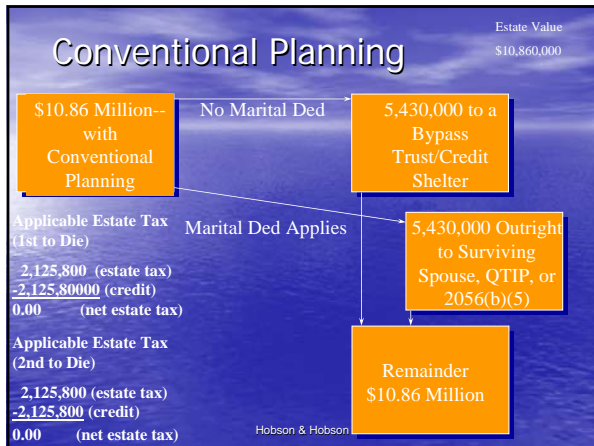 Estate Value
$10,860,000
Conventional Planning
$10.86 Million--
with
Conventional
Planning
No Marital Ded
5,430,000 to a
Bypass
Trust/Credit
Shelter
Applicable Estate Tax
(1st to Die)
2,125,800 (estate tax)
-2,125,80000 (credit)
0.00 (net estate tax)
Marital Ded Applies
5,430,000 Outright
to Surviving
Spouse, QTIP, or
2056(b)(5)
Applicable Estate Tax
(2nd to Die)
2,125,800 (estate tax)
-2,125,800 (credit)
0.00 (net estate tax)
Remainder
$10.86 Million
Hobson & Hobson